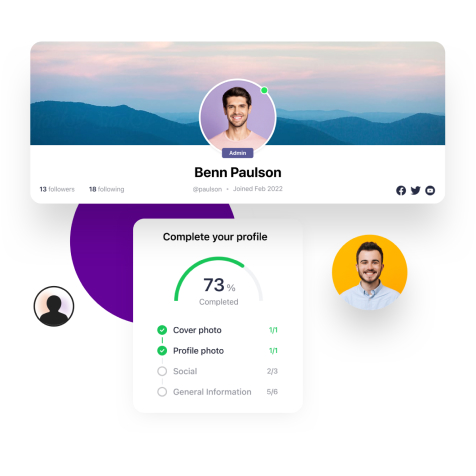 Admin
Benn Paulson
13 followers 18 following @paulson • Joined Feb 2022
Complete your profile
73 %
Completed
Cover photo 1/1
Profile photo 1/1
Social 2/3
General Information 5/6